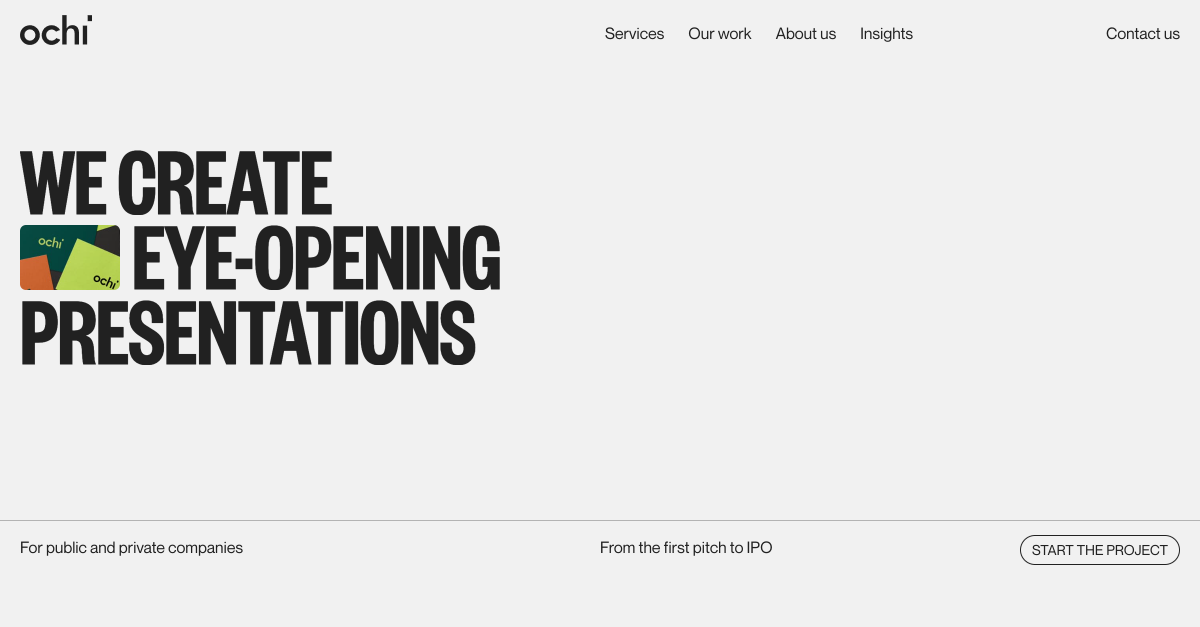 ochi
Services
Our work
About us
Insights
Contact us
WE CREATE
ochi
ochi
EYE-OPENING
PRESENTATIONS
For public and private companies
From the first pitch to IPO
START THE PROJECT